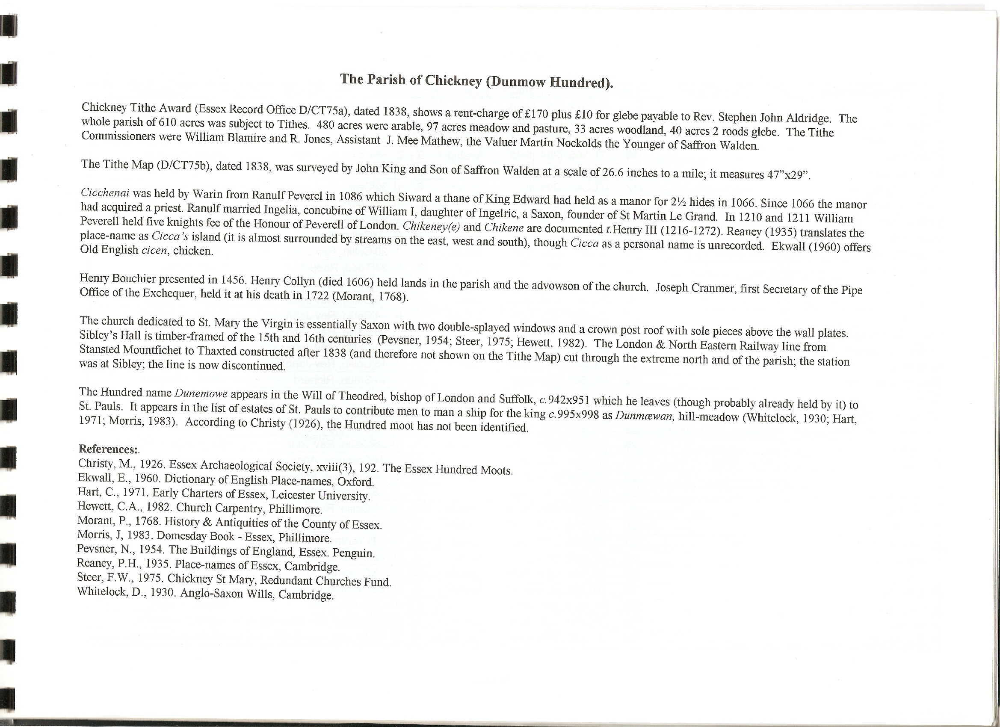 The Parish of Chickney (Dunmow Hundred).
Chickney Tithe Award (Essex Record Office D/CT75a), dated 1838, shows a rent-charge of £170 plus £10 for glebe payable to Rev. Stephen John Aldridge. The
whole parish of 610 acres was subject to Tithes. 480 acres were arable, 97 acres meadow and pasture, 33 acres woodland, 40 acres 2 roods glebe. The Tithe
Commissioners were William Blamire and R. Jones, Assistant J. Mee Mathew, the Valuer Martin Nockolds the Younger of Saffron Walden.
The Tithe Map (D/CT75b), dated 1838, was surveyed by John King and Son of Saffron Walden at a scale of 26.6 inches to a mile; it measures 47”x29”.
Cicchenai was held by Warin from Ranulf Peverel in 1086 which Siward a thane of King Edward had held as a manor for 2½ hides in 1066. Since 1066 the manor
had acquired a priest. Ranulf married Ingelia, concubine of William I, daughter of Ingelric, a Saxon, founder of St Martin Le Grand. In 1210 and 1211 William
Peverell held five knights fee of the Honour of Peverell of London. Chikeney(e) and Chikene are documented t.Henry III (1216-1272). Reaney (1935) translates the
place-name as Cicca’s island (it is almost surrounded by streams on the east, west and south), though Cicca as a personal name is unrecorded. Ekwall (1960) offers
Old English cicen, chicken.
Henry Bouchier presented in 1456. Henry Collyn (died 1606) held lands in the parish and the advowson of the church. Joseph Cranmer, first Secretary of the Pipe
Office of the Exchequer, held it at his death in 1722 (Morant, 1768).
The church dedicated to St. Mary the Virgin is essentially Saxon with two double-splayed windows and a crown post roof with sole pieces above the wall plates.
Sibley’s Hall is timber-framed of the 15th and 16th centuries (Pevsner, 1954; Steer, 1975; Hewett, 1982). The London & North Eastern Railway line from
Stansted Mountfichet to Thaxted constructed after 1838 (and therefore not shown on the Tithe Map) cut through the extreme north and of the parish; the station
was at Sibley; the line is now discontinued.
The Hundred name Dunemowe appears in the Will of Theodred, bishop of London and Suffolk, c.942x951 which he leaves (though probably already held by it) to
St. Pauls. It appears in the list of estates of St. Pauls to contribute men to man a ship for the king c.995x998 as Dunmæwan, hill-meadow (Whitelock, 1930; Hart,
1971; Morris, 1983). According to Christy (1926), the Hundred moot has not been identified.
References:.
Christy, M., 1926. Essex Archaeological Society, xviii(3), 192. The Essex Hundred Moots.
Ekwall, E., 1960. Dictionary of English Place-names, Oxford.
Hart, C., 1971. Early Charters of Essex, Leicester University.
Hewett, C.A., 1982. Church Carpentry, Phillimore.
Morant, P., 1768. History & Antiquities of the County of Essex.
Morris, J, 1983. Domesday Book - Essex, Phillimore.
Pevsner, N., 1954. The Buildings of England, Essex. Penguin.
Reaney, P.H., 1935. Place-names of Essex, Cambridge.
Steer, F.W., 1975. Chickney St Mary, Redundant Churches Fund.
Whitelock, D., 1930. Anglo-Saxon Wills, Cambridge.